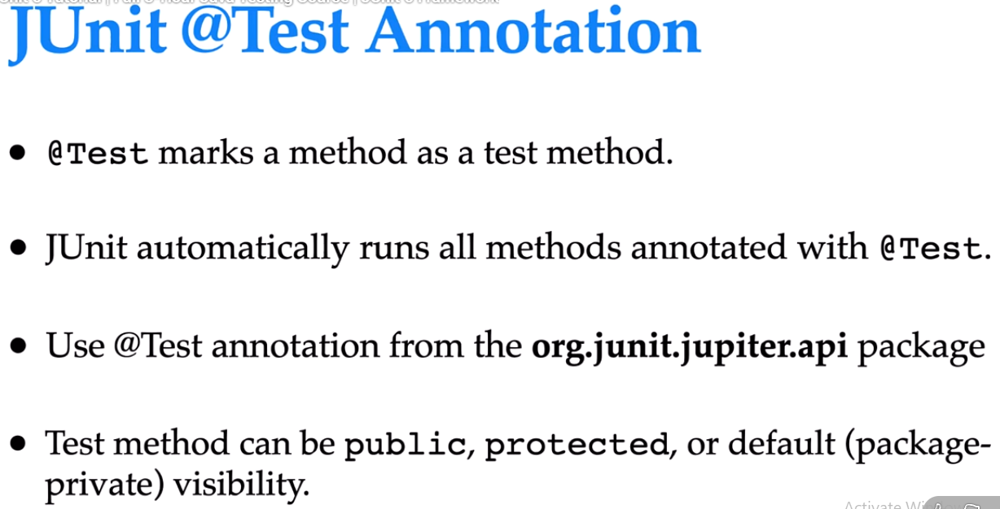 JUnit @Test Annotation
● @Test marks a method as a test method.
● JUnit automatically runs all methods annotated with @Test.
● Use @Test annotation from the org.junit.jupiter.api package
● Test method can be public, protected, or default (package-
private) visibility.
Activate